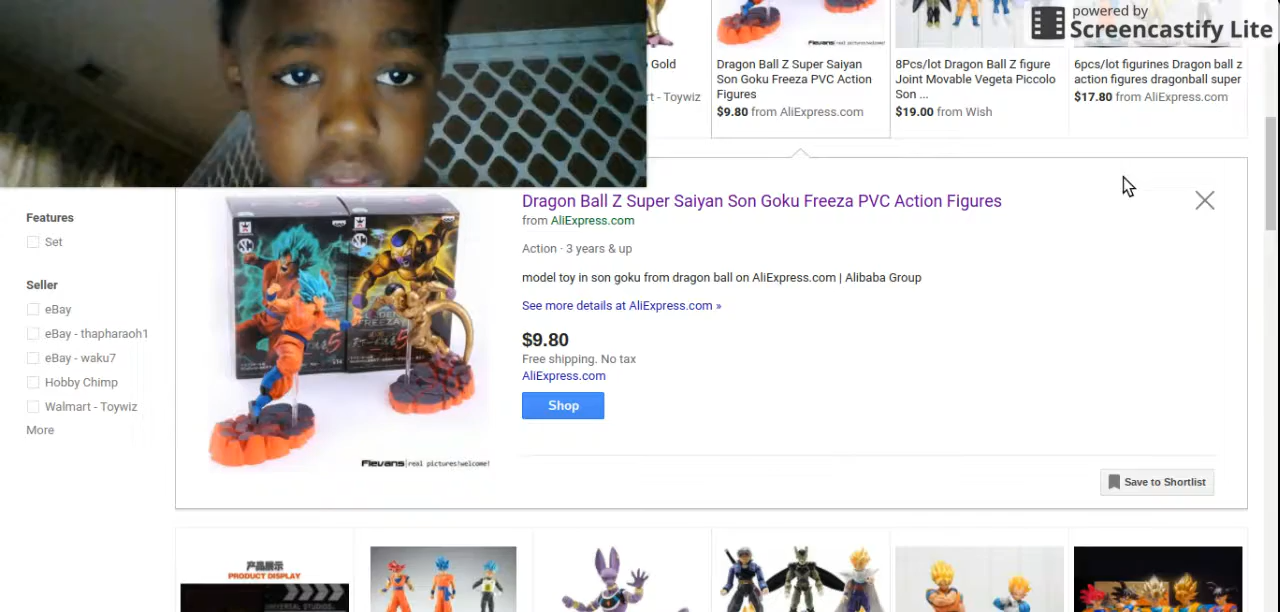 powered by
Screencastify Lite
Gold
rt - Toywiz
Dragon Ball Z Super Saiyan
Son Goku Freeza PVC Action
Figures
$9.80 from AliExpress.com
8Pcs/lot Dragon Ball Z figure
Joint Movable Vegeta Piccolo
Son ...
$19.00 from Wish
6pcs/lot figurines Dragon ball z
action figures dragonball super
$17.80 from AliExpress.com
Features
Set
Seller
eBay
eBay - thapharaoh1
eBay - waku7
Hobby Chimp
Walmart - Toywiz
More
Dragon Ball Z Super Saiyan Son Goku Freeza PVC Action Figures
from AliExpress.com
Action · 3 years & up
model toy in son goku from dragon ball on AliExpress.com | Alibaba Group
See more details at AliExpress.com »
$9.80
Free shipping. No tax
AliExpress.com
Shop
Flevans | real pictures!welcome!
Save to Shortlist
产品展示
PRODUCT DISPLAY